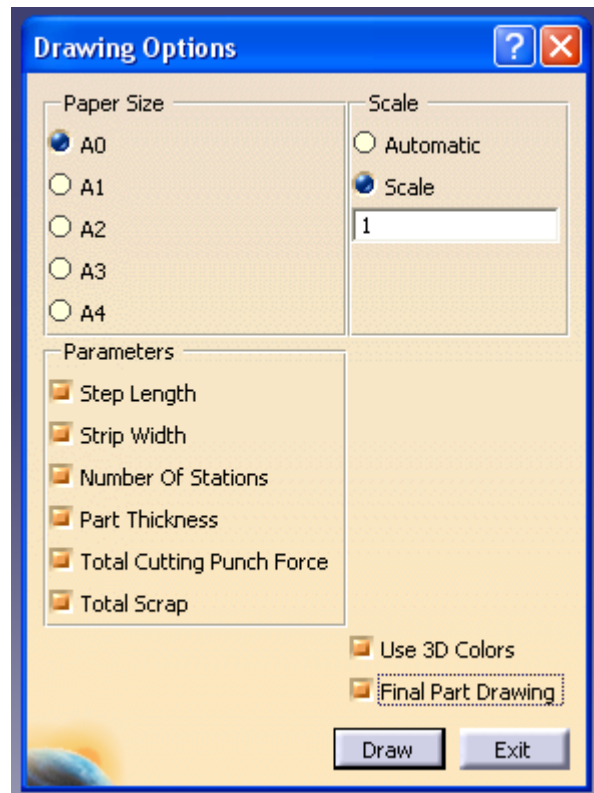 Drawing Options
?
Paper Size
A0
A1
A2
A3
A4
Scale
Automatic
Scale
1
Parameters
Step Length
Strip Width
Number Of Stations
Part Thickness
Total Cutting Punch Force
Total Scrap
Use 3D Colors
Final Part Drawing
Draw Exit